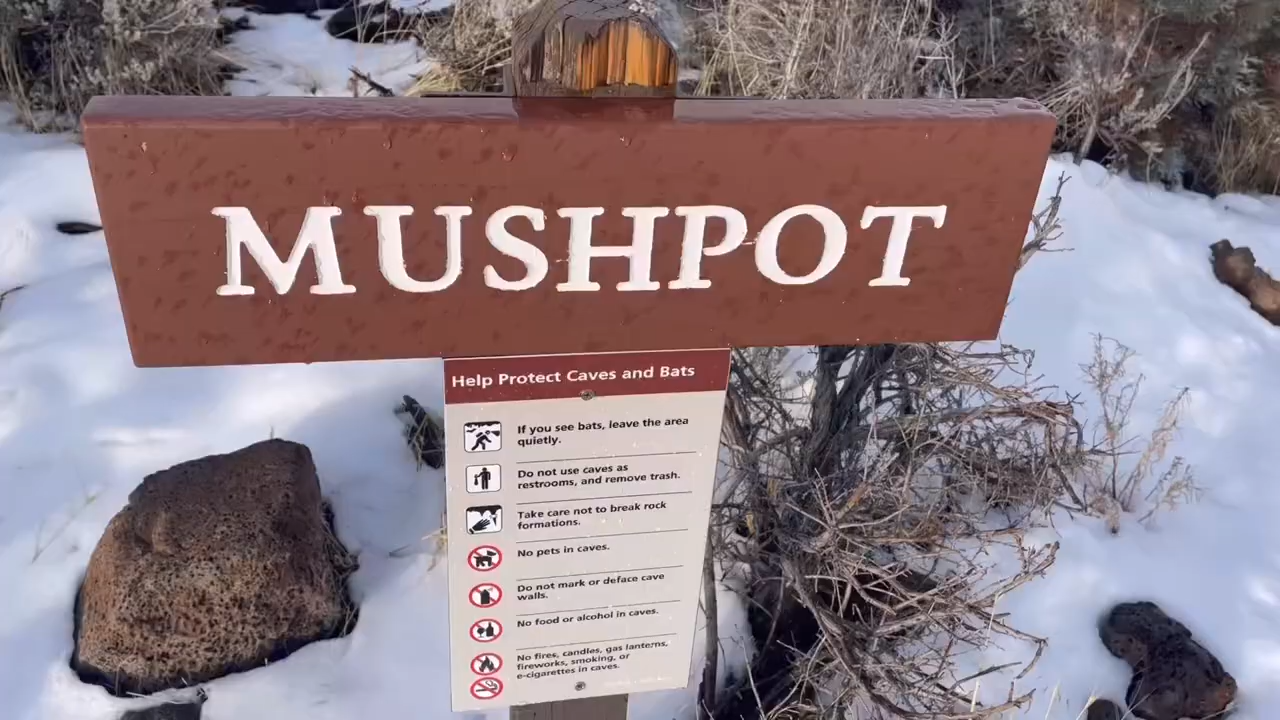 MUSHPOT
Help Protect Caves and Bats
If you see bats, leave the area
quietly.
Do not use caves as
restrooms, and remove trash.
Take care not to break rock
formations.
No pets in caves.
Do not mark or deface cave
walls.
No food or alcohol in caves.
No fires, candles, gas lanterns,
fireworks, smoking, or
e-cigarettes in caves.